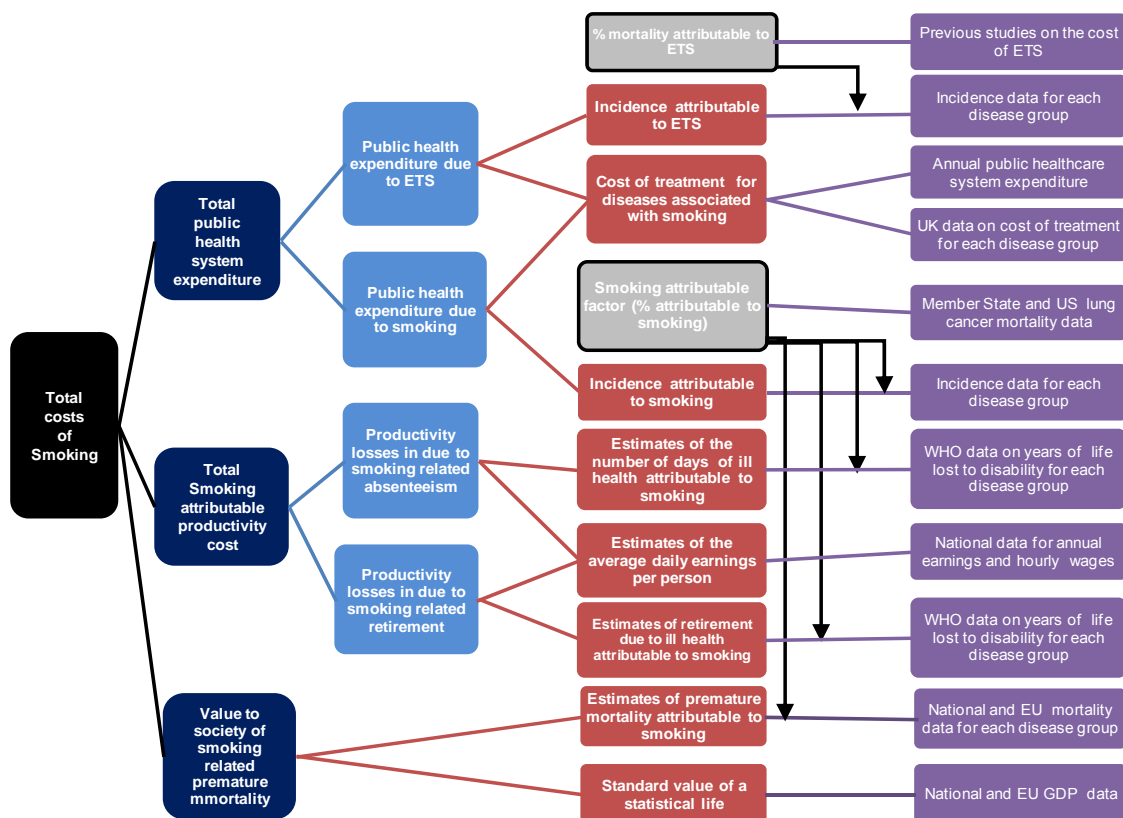 Total
costs
of
Smoking
Total
public
health
system
expenditure
Total
Smoking
attributable
productivity
cost
Value to
society of
smoking
related
premature
mmortality
Public health
expenditure due
to ETS
Public health
expenditure due
to smoking
Productivity
losses in due to
smoking related
absenteeism
Productivity
losses in due to
smoking related
retirement
% mortality attributable to
ETS
Incidence attributable
to ETS
Cost of treatment for
diseases associated
with smoking
Smoking attributable
factor (% attributable to
smoking)
Incidence attributable
to smoking
Estimates of the
number of days of ill
health attributable to
smoking
Estimates of the
average daily earnings
per person
Estimates of retirement
due to ill health
attributable to smoking
Estimates of premature
mortality attributable to
smoking
Standard value of a
statistical life
Previous studies on the cost
of ETS
Incidence data for each
disease group
Annual public healthcare
system expenditure
UK data on cost of treatment
for each disease group
Member State and US lung
cancer mortality data
Incidence data for each
disease group
WHO data on years of life
lost to disability for each
disease group
National data for annual
earnings and hourly wages
WHO data on years of life
lost to disability for each
disease group
National and EU mortality
data for each disease group
National and EU GDP data